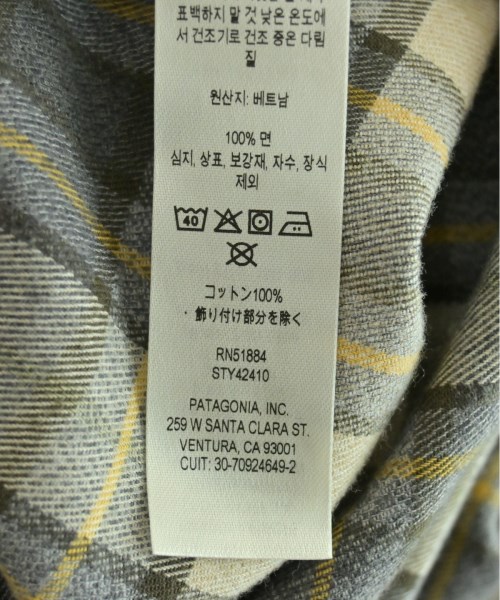 표백하지 말 것 낮은 온도에
서 건조기로 건조 중온 다림
질
원산지: 베트남
100% 면
심지, 상표, 보강재, 자수, 장식
제외
40
コットン100%
・飾り付け部分を除く
RN51884
STY42410
PATAGONIA, INC.
259 W SANTA CLARA ST.
VENTURA, CA 93001
CUIT: 30-70924649-2